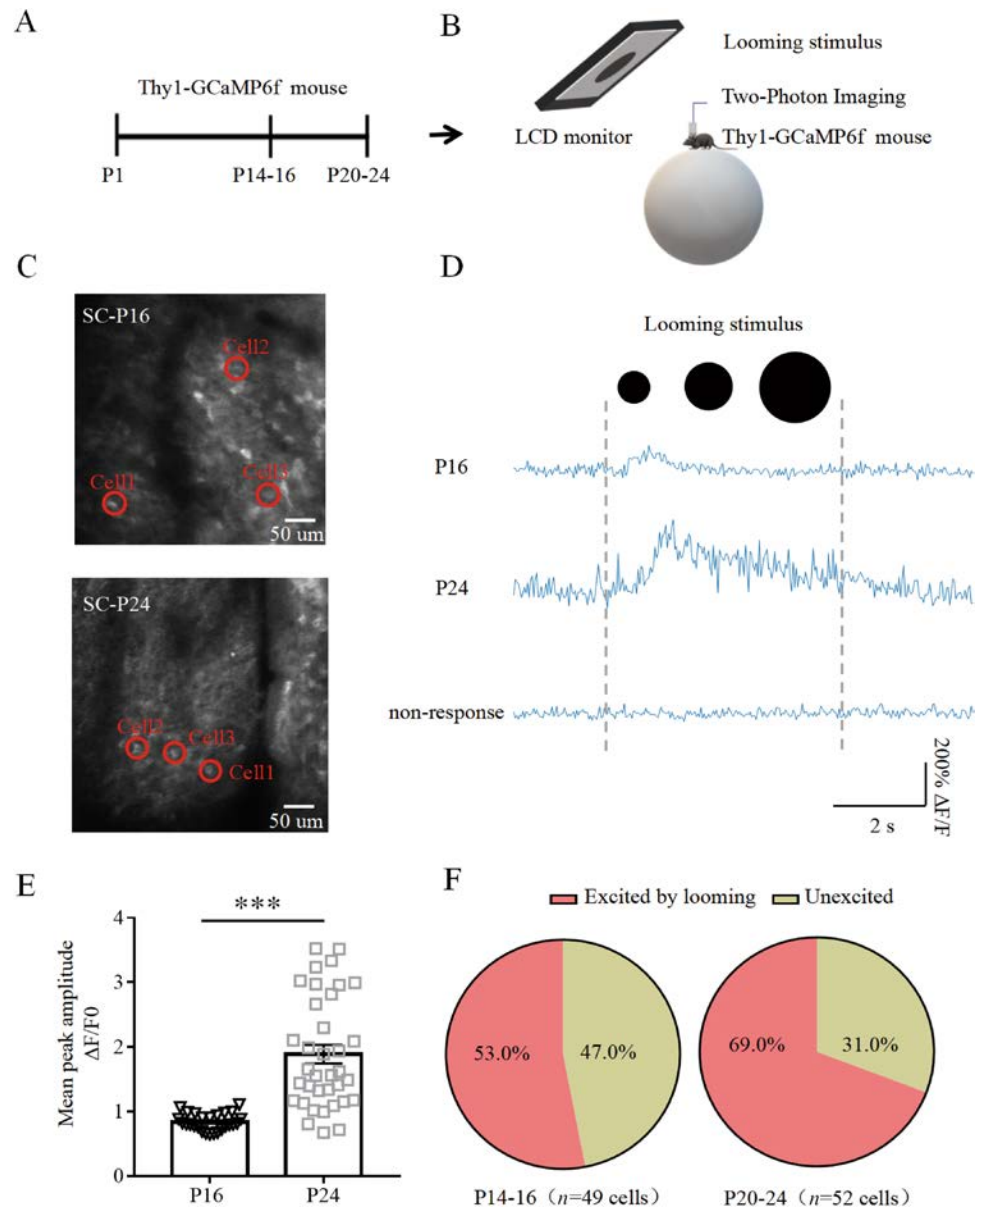 A
Thy1-GCaMP6f mouse
P1
P14-16
P20-24
B
Looming stimulus
Two-Photon Imaging
LCD monitor
Thy1-GCaMP6f mouse
C
SC-P16
Cell2
Cell1
Cell3
50 um
SC-P24
Cell2
Cell3
Cell1
50 um
D
Looming stimulus
P16
P24
non-response
200% ΔF/F
2 s
E
***
Mean peak amplitude
ΔF/F0
4
3
2
1
0
P16
P24
F
Excited by looming
Unexcited
53.0%
47.0%
69.0%
31.0%
P14-16（n=49 cells）
P20-24（n=52 cells）